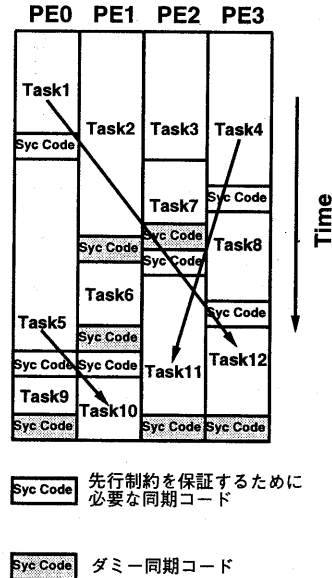 PE0 PE1 PE2 PE3
Task1
Task2
Task3
Task4
Syc Code
Task7
Syc Code
Syc Code
Syc Code
Task8
Syc Code
Task6
Syc Code
Task5
Syc Code
Task12
Syc Code
Syc Code
Task11
Task9
Task10
Syc Code
Syc Code
Syc Code
Time
Syc Code
先行制約を保証するために
必要な同期コード
Syc Code
ダミー同期コード